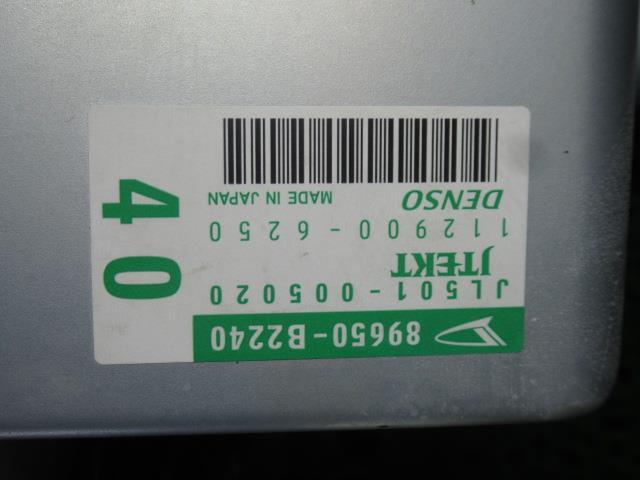 89650-B2240
JL501-005020
JTEKT
112900-6250
DENSO MADE IN JAPAN
40